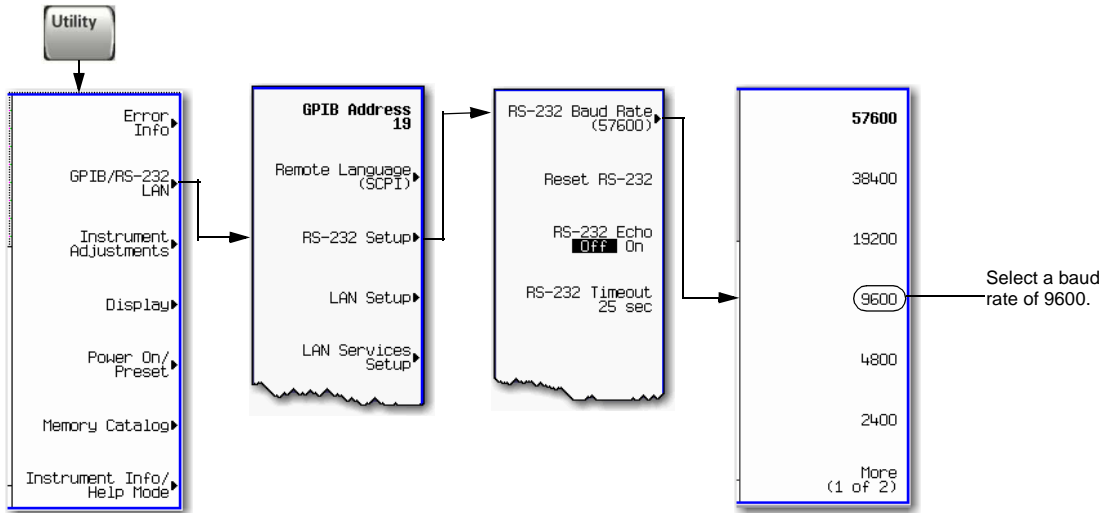 Utility
Error
Info
GPIB/RS-232
LAN
Instrument
Adjustments
Display
Power On/
Preset
Memory Catalog
Instrument Info/
Help Mode
GPIB Address
19
Remote Language
(SCPI)
RS-232 Setup
LAN Setup
LAN Services
Setup
RS-232 Baud Rate
(57600)
Reset RS-232
RS-232 Echo
Off On
RS-232 Timeout
25 sec
57600
38400
19200
9600
4800
2400
More
(1 of 2)
Select a baud
rate of 9600.